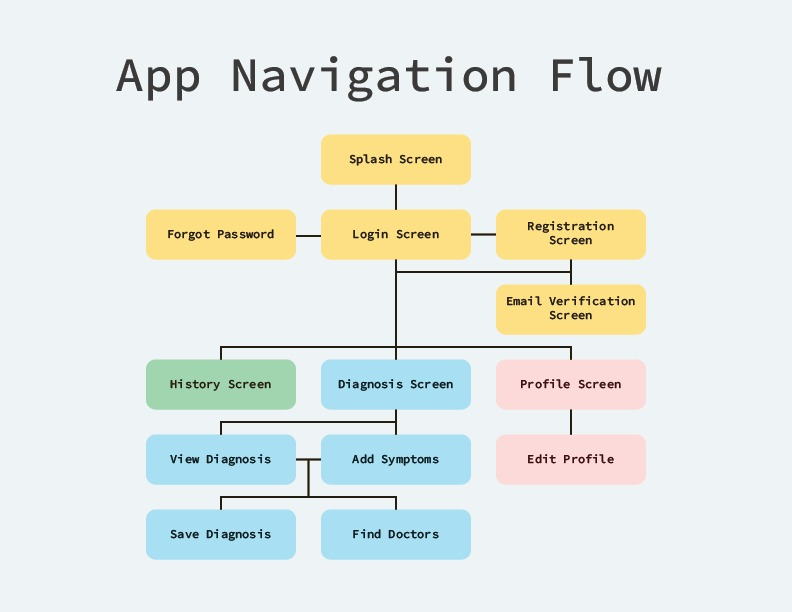 App Navigation Flow
Splash Screen
Forgot Password
Login Screen
Registration
Screen
Email Verification
Screen
History Screen
Diagnosis Screen
Profile Screen
View Diagnosis
Add Symptoms
Edit Profile
Save Diagnosis
Find Doctors